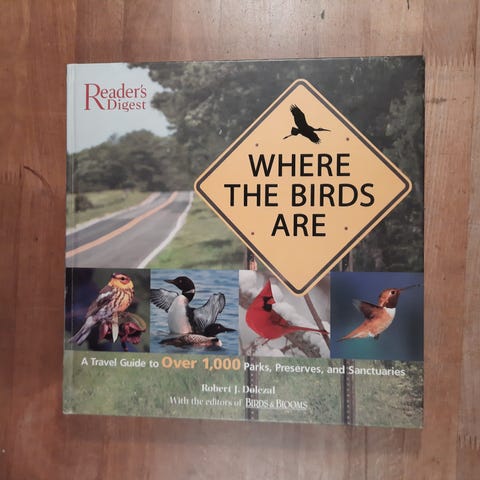 Reader's
Digest
WHERE
THE BIRDS
ARE
A Travel Guide to Over 1,000 Parks, Preserves, and Sanctuaries
Robert J. Dolezal
With the editors of BIRDS & BLOOMS